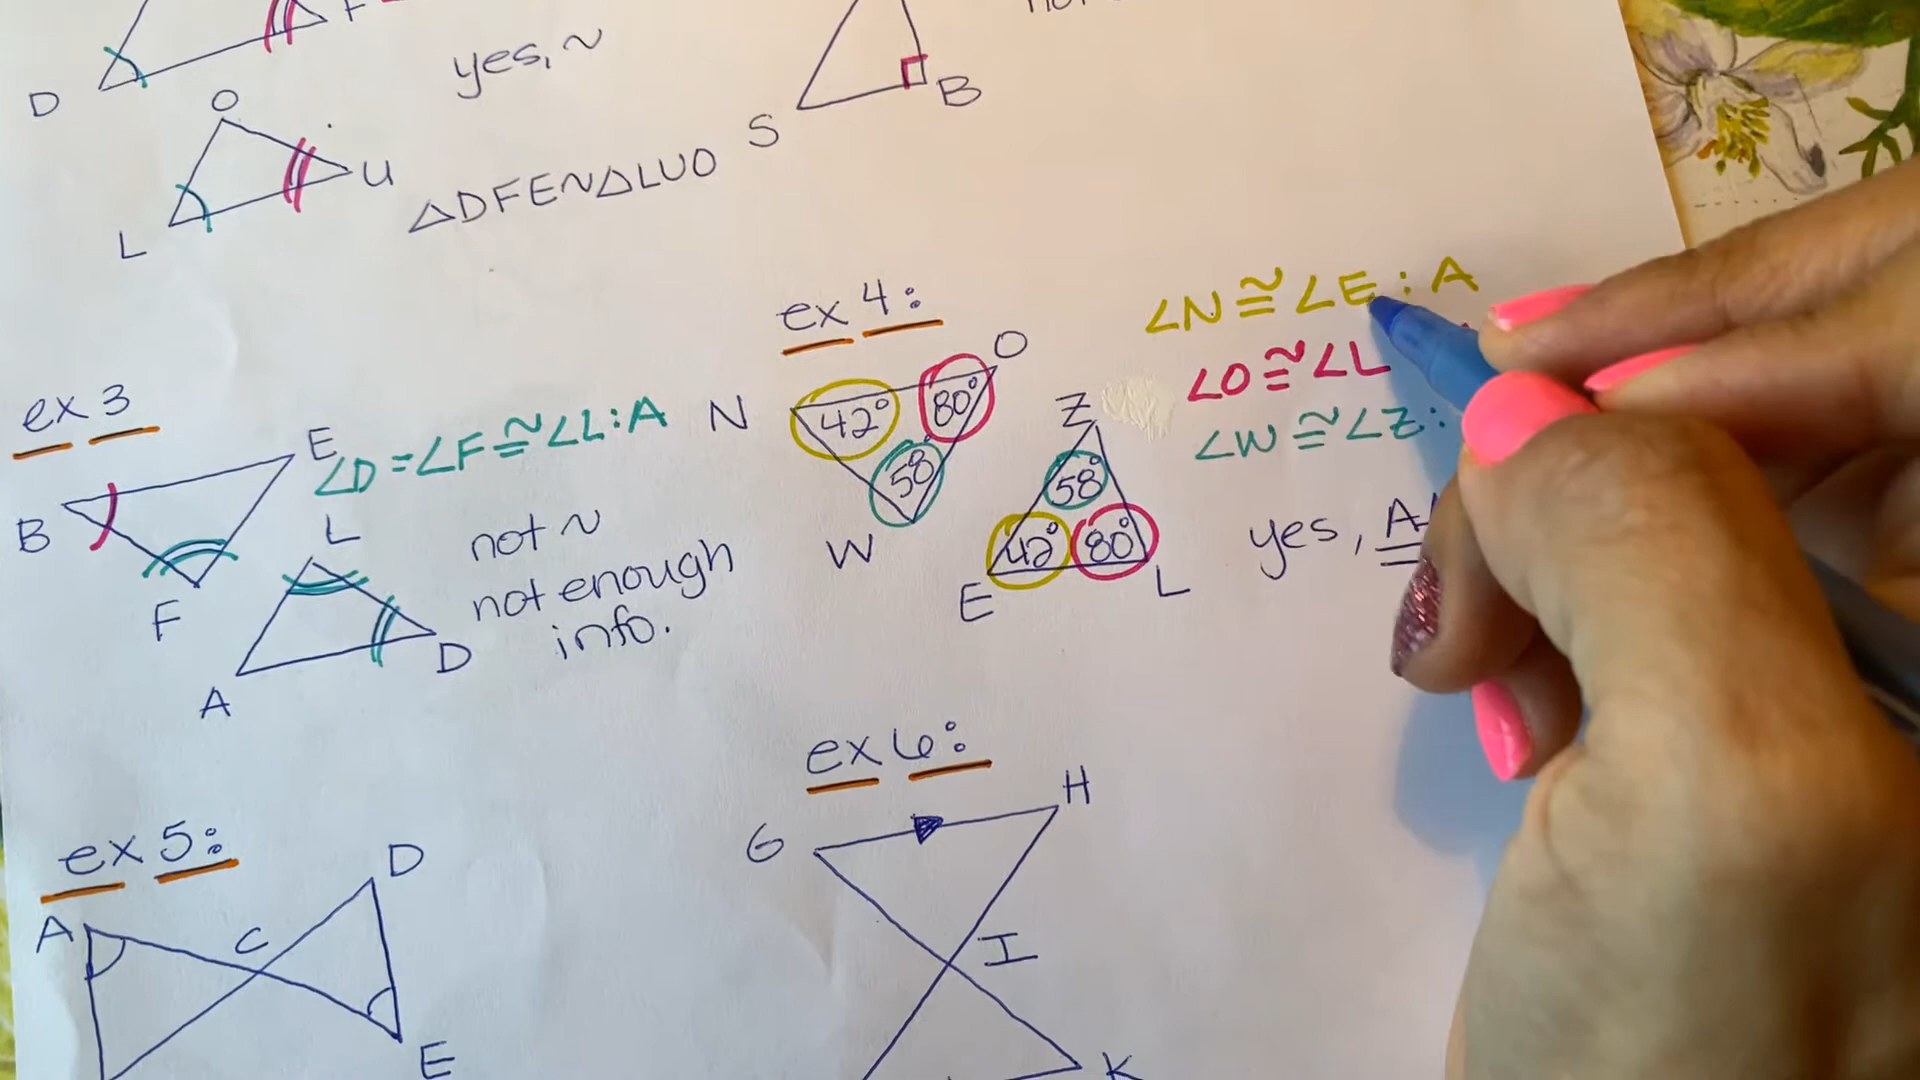 F
D
yes, ~
O
U
L
△DFE~△LUO
S
B
ex 3
∠D=∠F≅∠L:A
B
E
F
L
A
D
not ~
not enough
info.
ex 4:
N
O
W
42°
80°
58°
Z
E
L
58°
42°
80°
∠N≅∠E:A
∠O≅∠L
∠W≅∠Z:
yes,
ex 5:
A
C
D
E
ex 6:
G
H
I
K